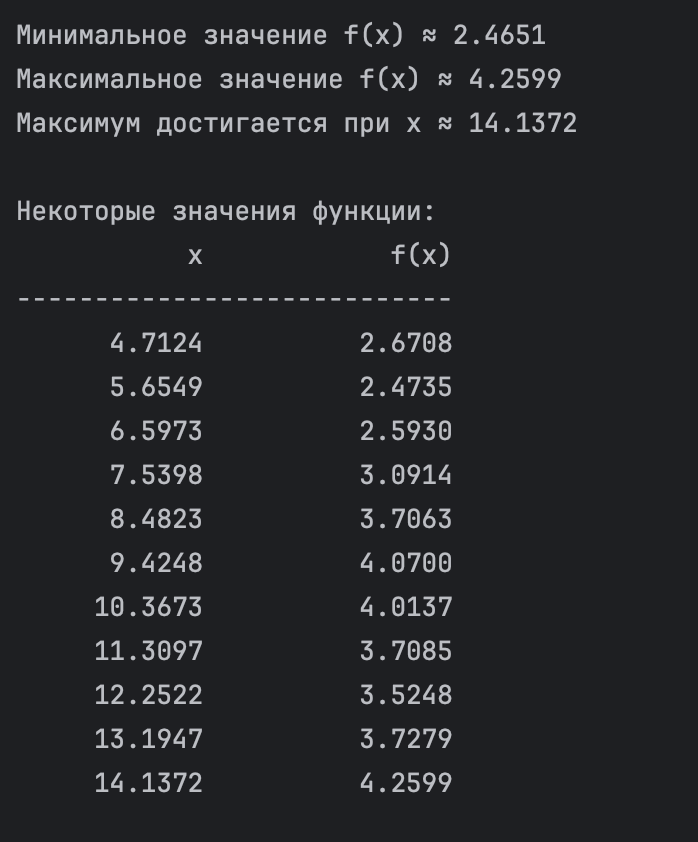 Минимальное значение f(x) ≈ 2.4651
Максимальное значение f(x) ≈ 4.2599
Максимум достигается при x ≈ 14.1372
Некоторые значения функции:
x f(x)
----------------------------
4.7124 2.6708
5.6549 2.4735
6.5973 2.5930
7.5398 3.0914
8.4823 3.7063
9.4248 4.0700
10.3673 4.0137
11.3097 3.7085
12.2522 3.5248
13.1947 3.7279
14.1372 4.2599